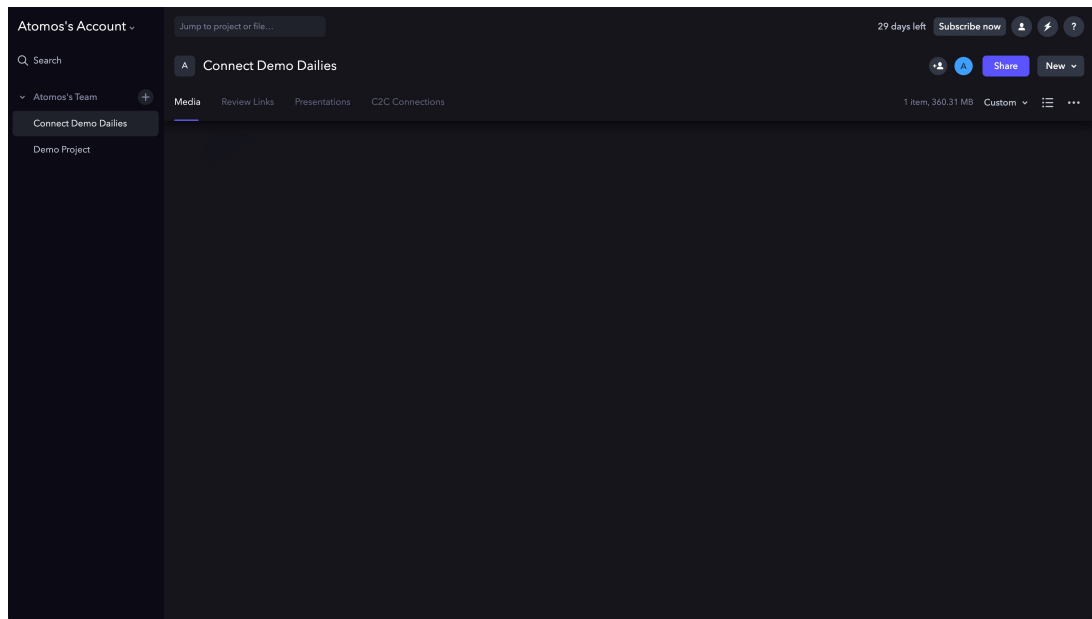 Atomos's Account
Jump to project or file...
29 days left Subscribe now ?
Search
A Connect Demo Dailies
A Share New
Atomos's Team
Media Review Links Presentations C2C Connections
1 item, 360.31 MB Custom
Connect Demo Dailies
Demo Project